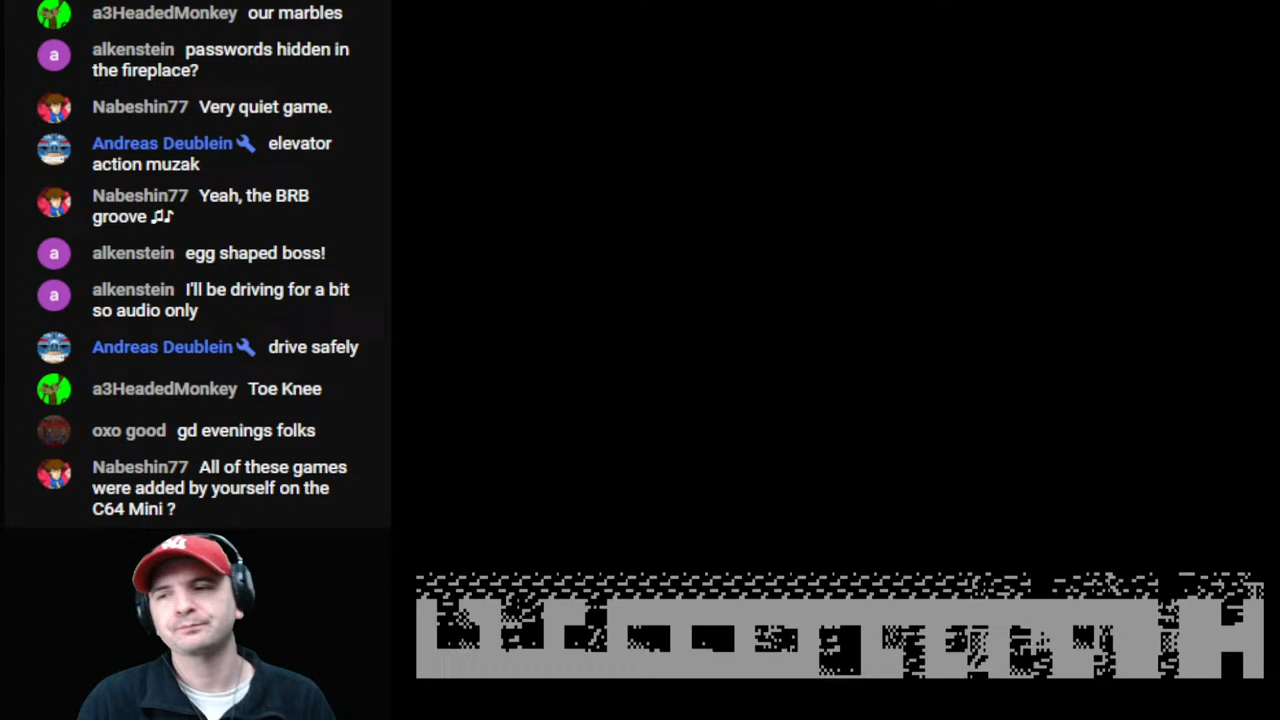 a3HeadedMonkey our marbles
a
alkenstein passwords hidden in
the fireplace?
Nabeshin77 Very quiet game.
Andreas Deublein elevator
action muzak
Nabeshin77 Yeah, the BRB
groove ♫♪
a
alkenstein egg shaped boss!
a
alkenstein I'll be driving for a bit
so audio only
Andreas Deublein drive safely
a3HeadedMonkey Toe Knee
oxo good gd evenings folks
Nabeshin77 All of these games
were added by yourself on the
C64 Mini ?